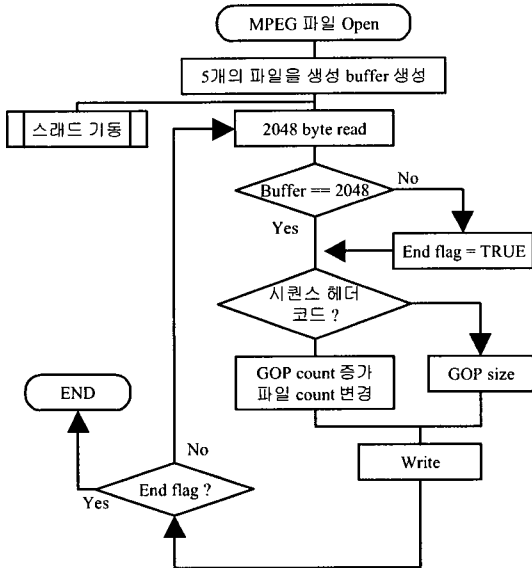 MPEG 파일 Open
5개의 파일을 생성 buffer 생성
스래드 기동
2048 byte read
Buffer == 2048
No
Yes
End flag = TRUE
시퀀스 헤더
코드 ?
GOP count 증가
파일 count 변경
GOP size
END
Write
No
End flag ?
Yes